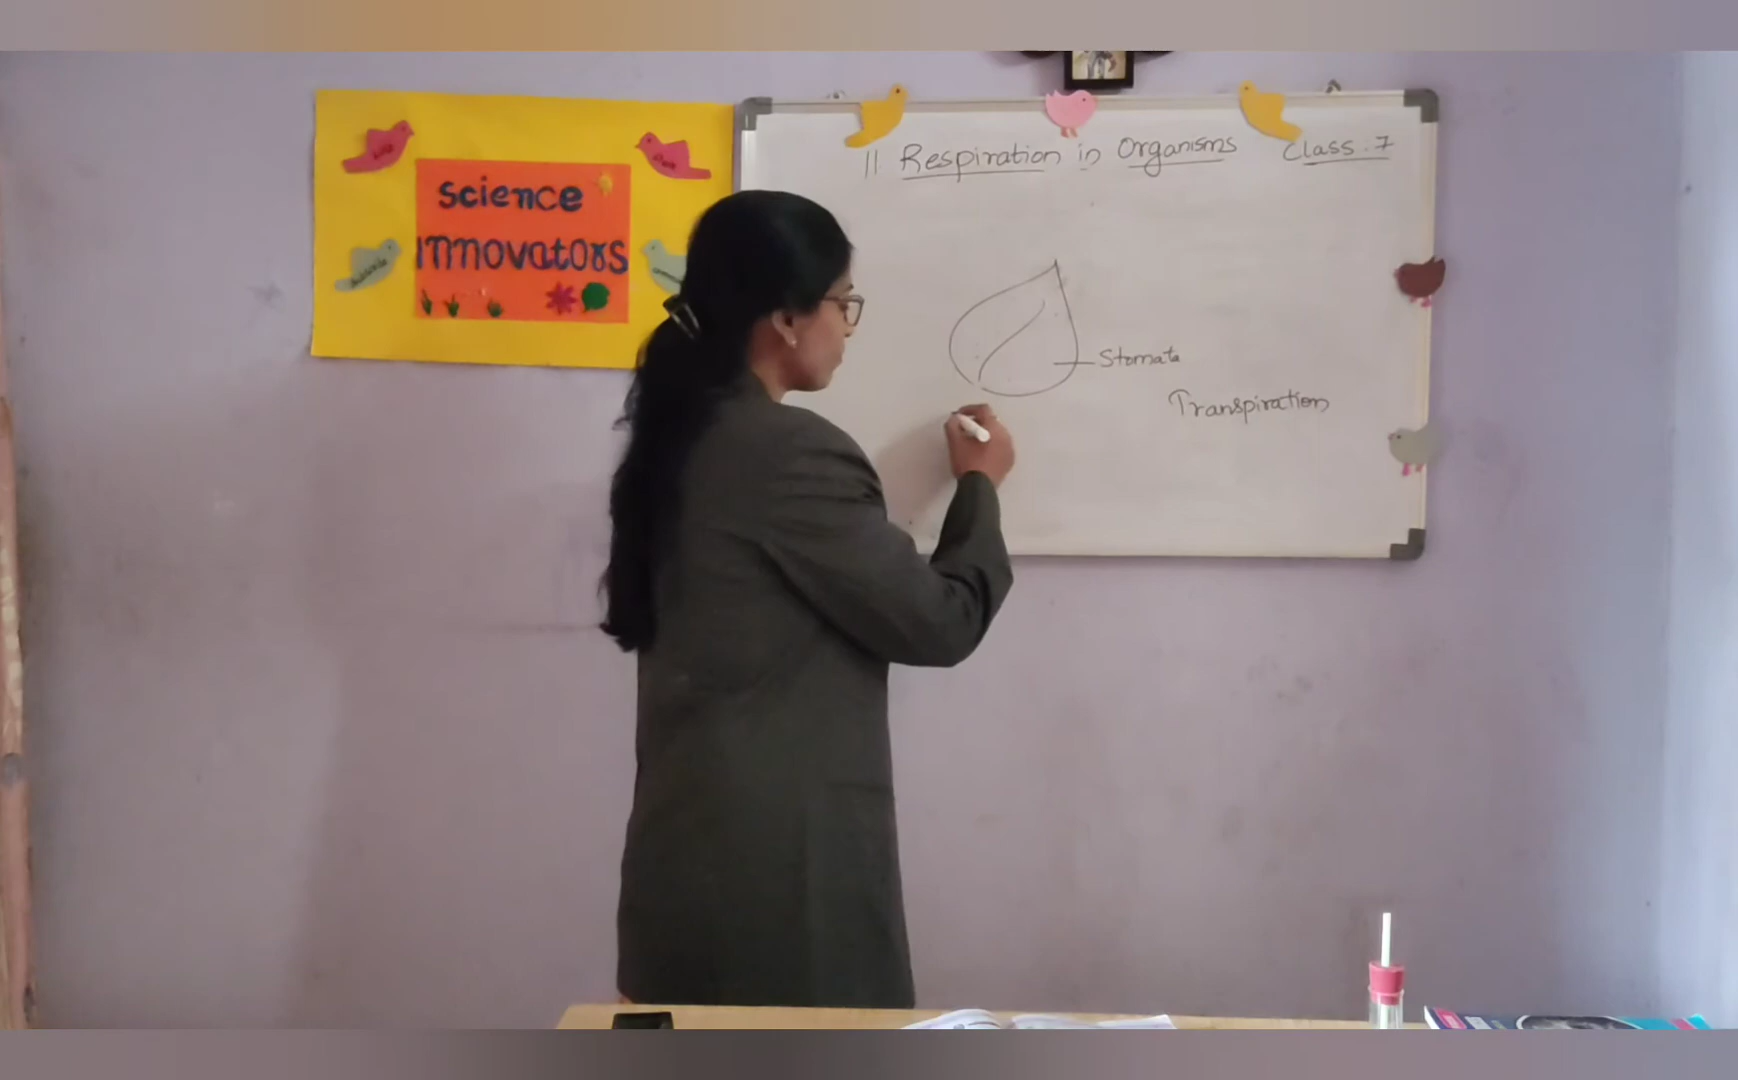 science
innovators
11 Respiration in Organisms Class.7
Stomata
Transpiration